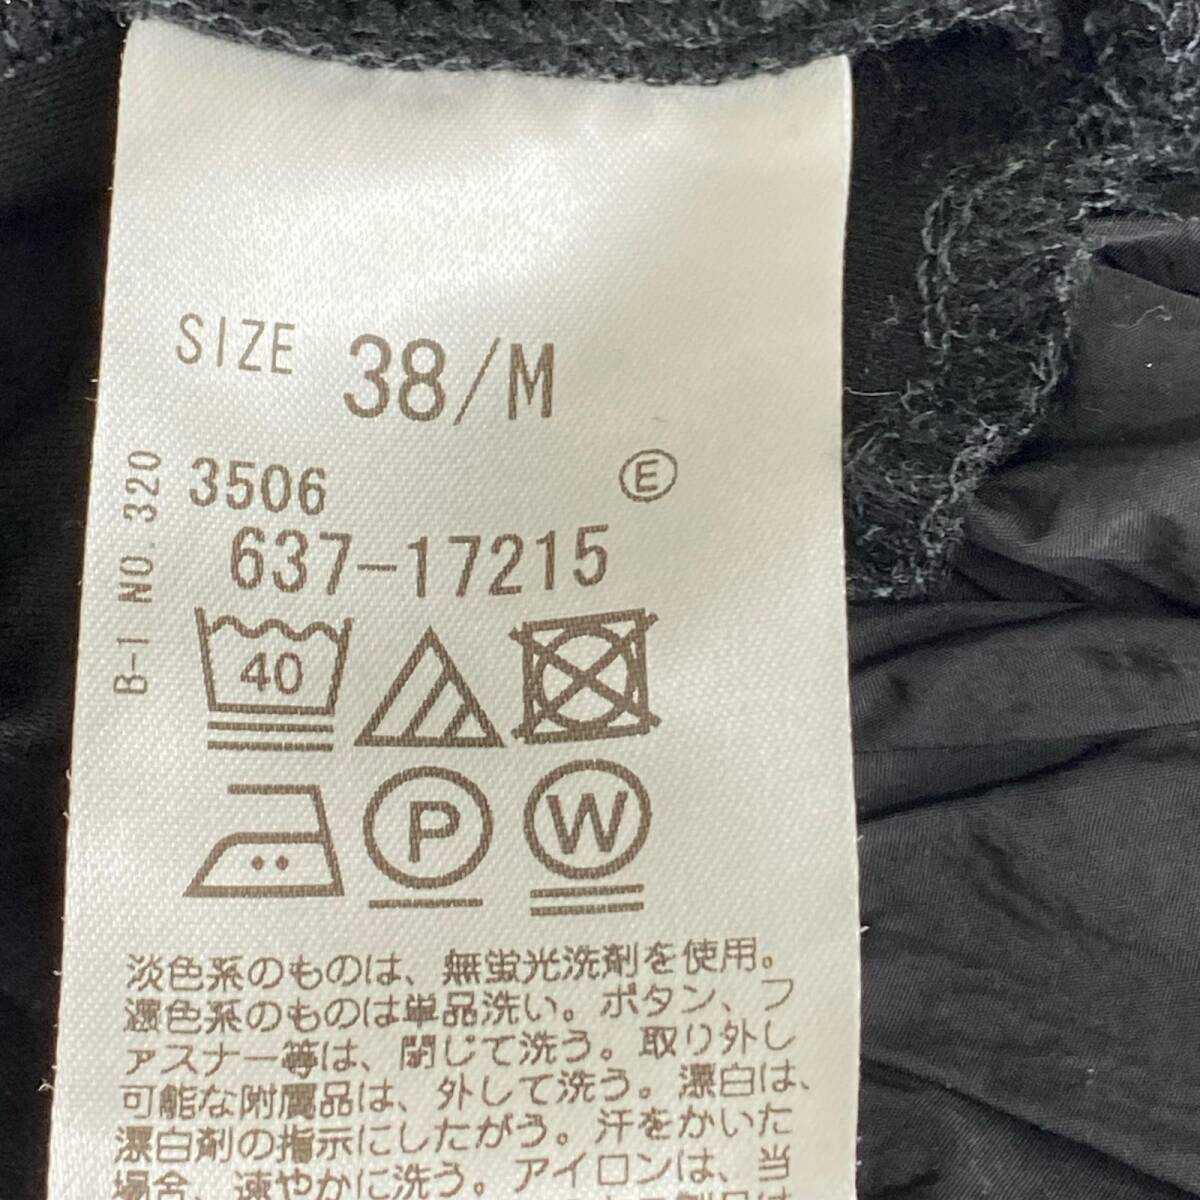 SIZE 38/M
3506 E
637-17215
B-1 NO.320
40
P W
淡色系のものは、無蛍光洗剤を使用。
濃色系のものは単品洗い。ボタン、フ
ァスナー等は、閉じて洗う。取り外し
可能な附属品は、外して洗う。漂白は、
漂白剤の指示にしたがう。汗をかいた
場合、速やかに洗う。アイロンは、当
製品は